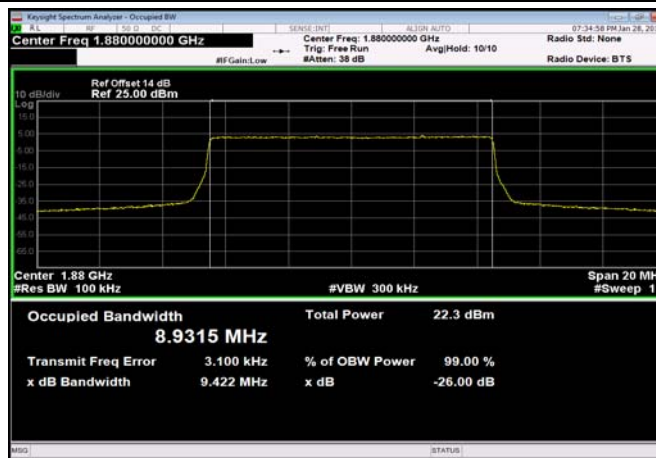 Keysight Spectrum Analyzer - Occupied BW
RL RF 50 Ω DC SENSE:INT ALIGN AUTO 07:34:58 PM Jan 28, 20
Center Freq 1.880000000 GHz
Center Freq: 1.880000000 GHz
Radio Std: None
Trig: Free Run Avg|Hold: 10/10
#IFGain:Low
#Atten: 38 dB
Radio Device: BTS
Ref Offset 14 dB
10 dB/div
Ref 25.00 dBm
Log
15.0
5.00
-5.00
-15.0
-25.0
-35.0
-45.0
-55.0
-65.0
Center 1.88 GHz
Span 20 MH
#Res BW 100 kHz
#VBW 300 kHz
#Sweep 1
Occupied Bandwidth
Total Power 22.3 dBm
8.9315 MHz
Transmit Freq Error 3.100 kHz
% of OBW Power 99.00 %
x dB Bandwidth 9.422 MHz
x dB -26.00 dB
MSG
STATUS